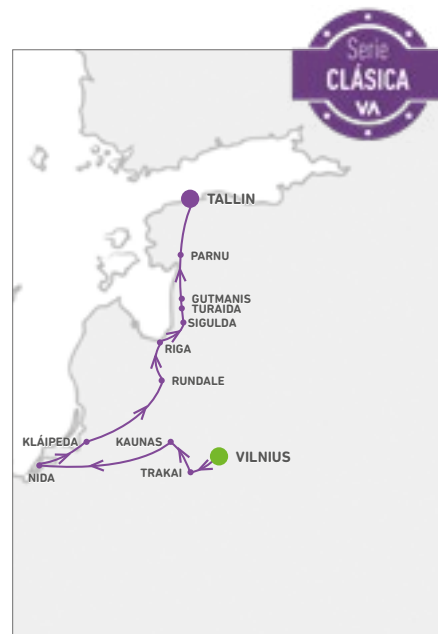 Serie
CLÁSICA
VA
TALLIN
PARNU
GUTMANIS
TURAIDA
SIGULDA
RIGA
RUNDALE
KLÁIPEDA
KAUNAS
VILNIUS
TRAKAI
NIDA